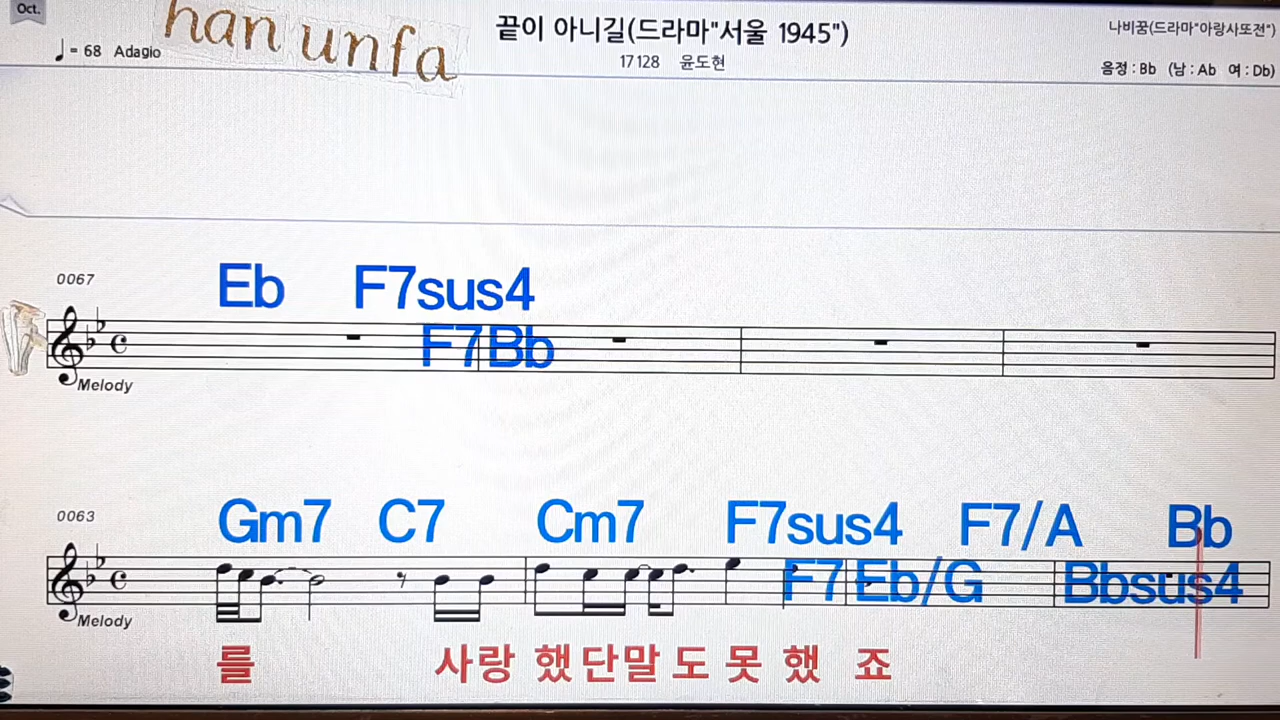 Oct.
han unfa
끝이 아니길(드라마"서울 1945")
나비꿈(드라마"아랑사또전")
♩= 68 Adagio
17128 윤도현
음정 : Bb (남 : Ab 여 : Db)
0067
Eb F7sus4
F7 Bb
Melody
0063
Gm7 C7 Cm7 F7sus4 F7/A Bb
F7 Eb/G Bbsus4
Melody
를 사랑 했단말 도 못 했 죠